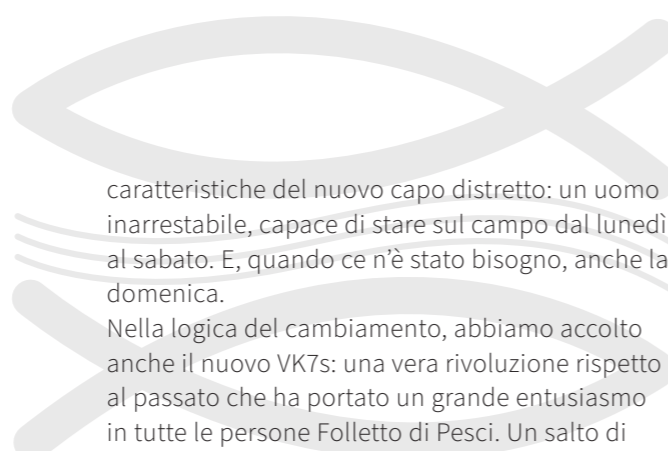 caratteristiche del nuovo capo distretto: un uomo
inarrestabile, capace di stare sul campo dal lunedì
al sabato. E, quando ce n’è stato bisogno, anche la
domenica.
Nella logica del cambiamento, abbiamo accolto
anche il nuovo VK7s: una vera rivoluzione rispetto
al passato che ha portato un grande entusiasmo
in tutte le persone Folletto di Pesci. Un salto di